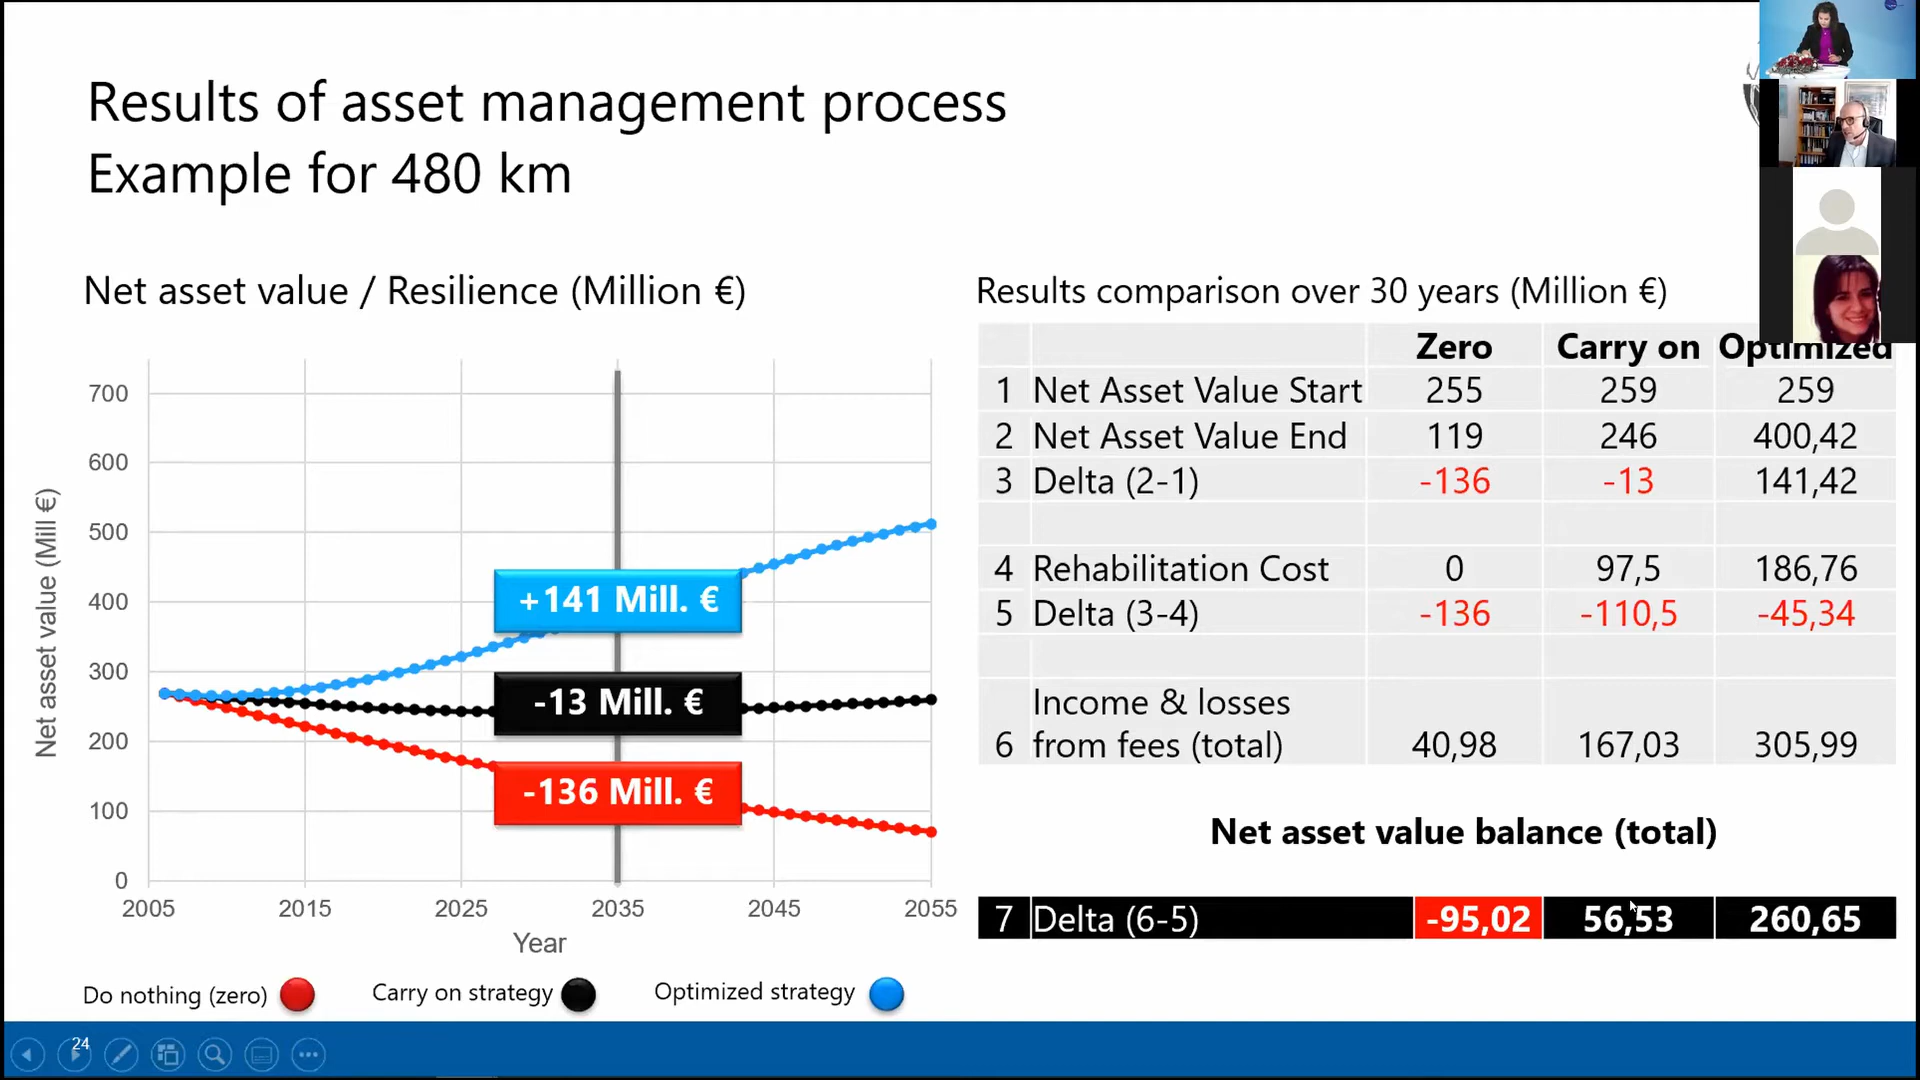 Results of asset management process
Example for 480 km
Net asset value / Resilience (Million €)
Net asset value (Mill €)
700
600
500
400
300
200
100
0
2005 2015 2025 2035 2045 2055
Year
+141 Mill. €
-13 Mill. €
-136 Mill. €
Do nothing (zero)
Carry on strategy
Optimized strategy
Results comparison over 30 years (Million €)
Zero Carry on Optimized
1 Net Asset Value Start 255 259 259
2 Net Asset Value End 119 246 400,42
3 Delta (2-1) -136 -13 141,42
4 Rehabilitation Cost 0 97,5 186,76
5 Delta (3-4) -136 -110,5 -45,34
Income & losses
6 from fees (total) 40,98 167,03 305,99
Net asset value balance (total)
7 Delta (6-5) -95,02 56,53 260,65
24